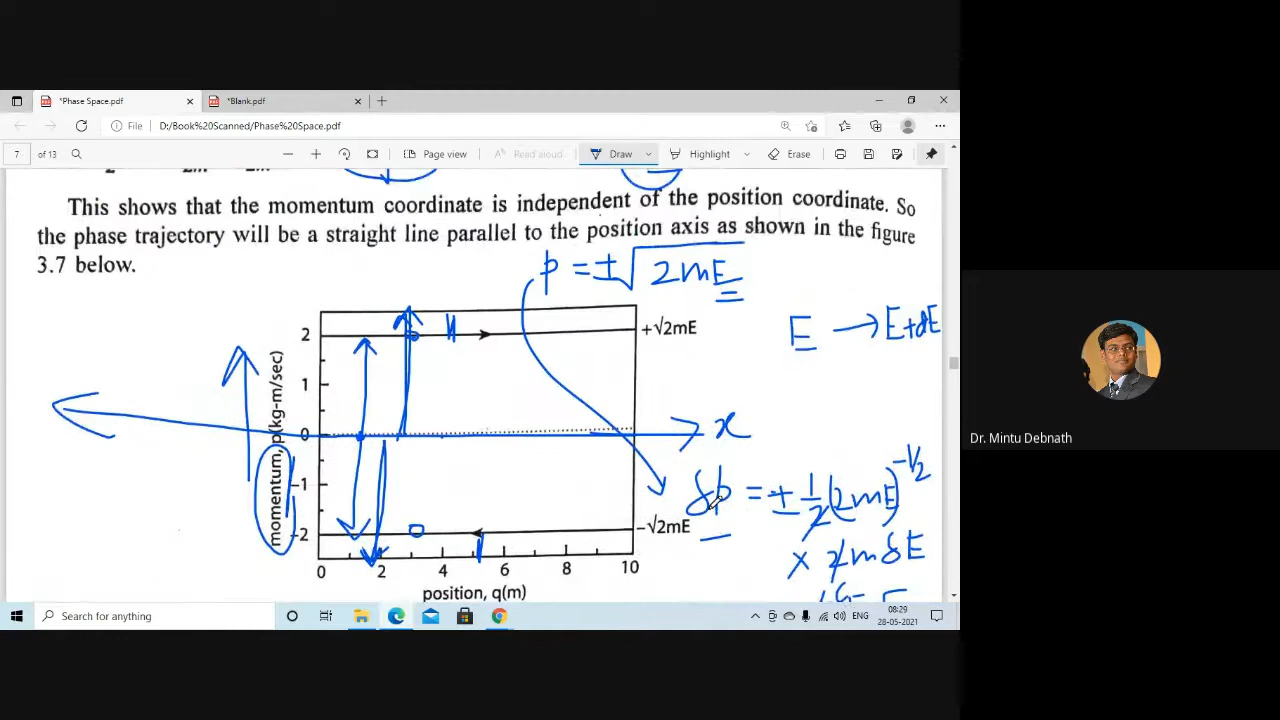 *Phase Space.pdf
*Blank.pdf
File
D:/Book%20Scanned/Phase%20Space.pdf
7
of 13
Page view
Read aloud
Draw
Highlight
Erase
This shows that the momentum coordinate is independent of the position coordinate. So
the phase trajectory will be a straight line parallel to the position axis as shown in the figure
3.7 below.
p = ±√2mE
E → E+δE
2
+√2mE
1
momentum, p(kg-m/sec)
0
x
-1
-2
-√2mE
δp = ± 1/2 (2mE)^-1/2
× 2mδE
0 2 4 6 8 10
position, q(m)
Dr. Mintu Debnath
Search for anything
ENG
08:29
28-05-2021